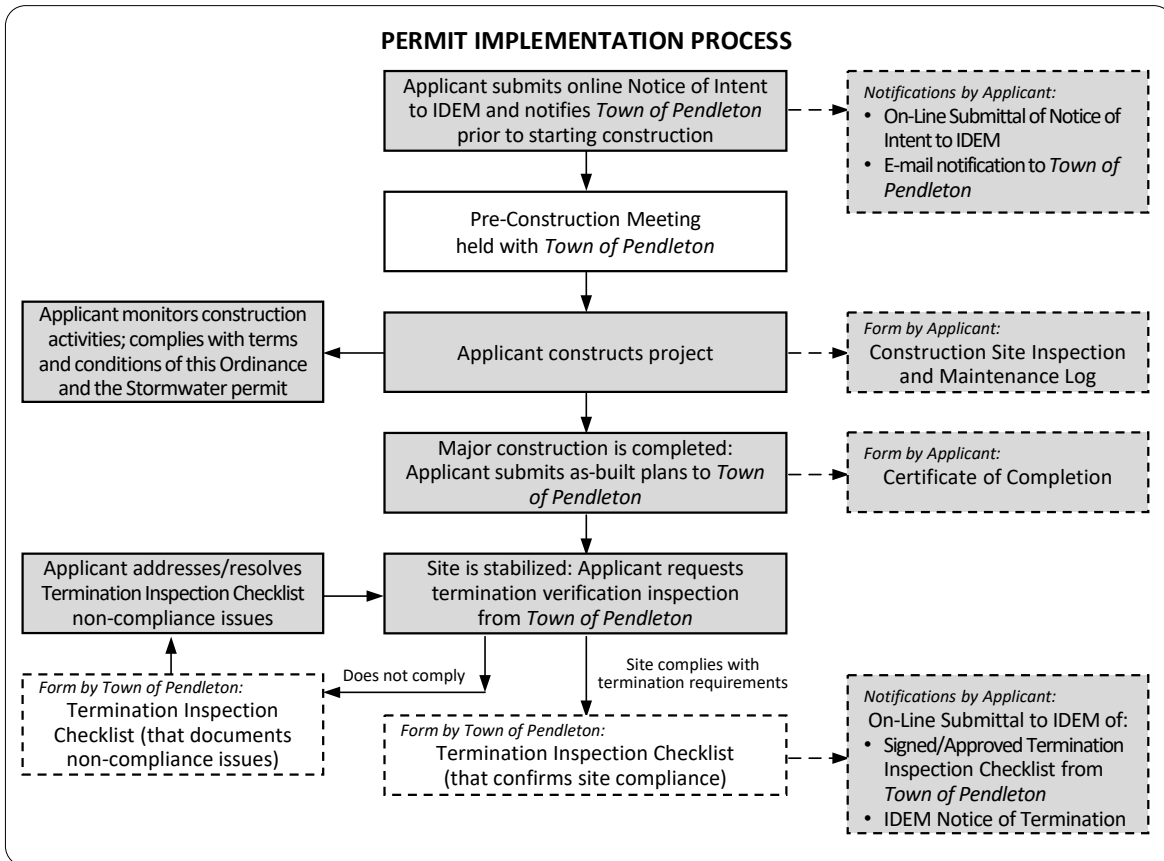 PERMIT IMPLEMENTATION PROCESS
Applicant submits online Notice of Intent
to IDEM and notifies Town of Pendleton
prior to starting construction
Notifications by Applicant:
• On-Line Submittal of Notice of
Intent to IDEM
• E-mail notification to Town of
Pendleton
Pre-Construction Meeting
held with Town of Pendleton
Applicant monitors construction
activities; complies with terms
and conditions of this Ordinance
and the Stormwater permit
Applicant constructs project
Form by Applicant:
Construction Site Inspection
and Maintenance Log
Major construction is completed:
Applicant submits as-built plans to Town
of Pendleton
Form by Applicant:
Certificate of Completion
Applicant addresses/resolves
Termination Inspection Checklist
non-compliance issues
Site is stabilized: Applicant requests
termination verification inspection
from Town of Pendleton
Does not comply
Site complies with
termination requirements
Form by Town of Pendleton:
Termination Inspection
Checklist (that documents
non-compliance issues)
Form by Town of Pendleton:
Termination Inspection Checklist
(that confirms site compliance)
Notifications by Applicant:
On-Line Submittal to IDEM of:
• Signed/Approved Termination
Inspection Checklist from
Town of Pendleton
• IDEM Notice of Termination